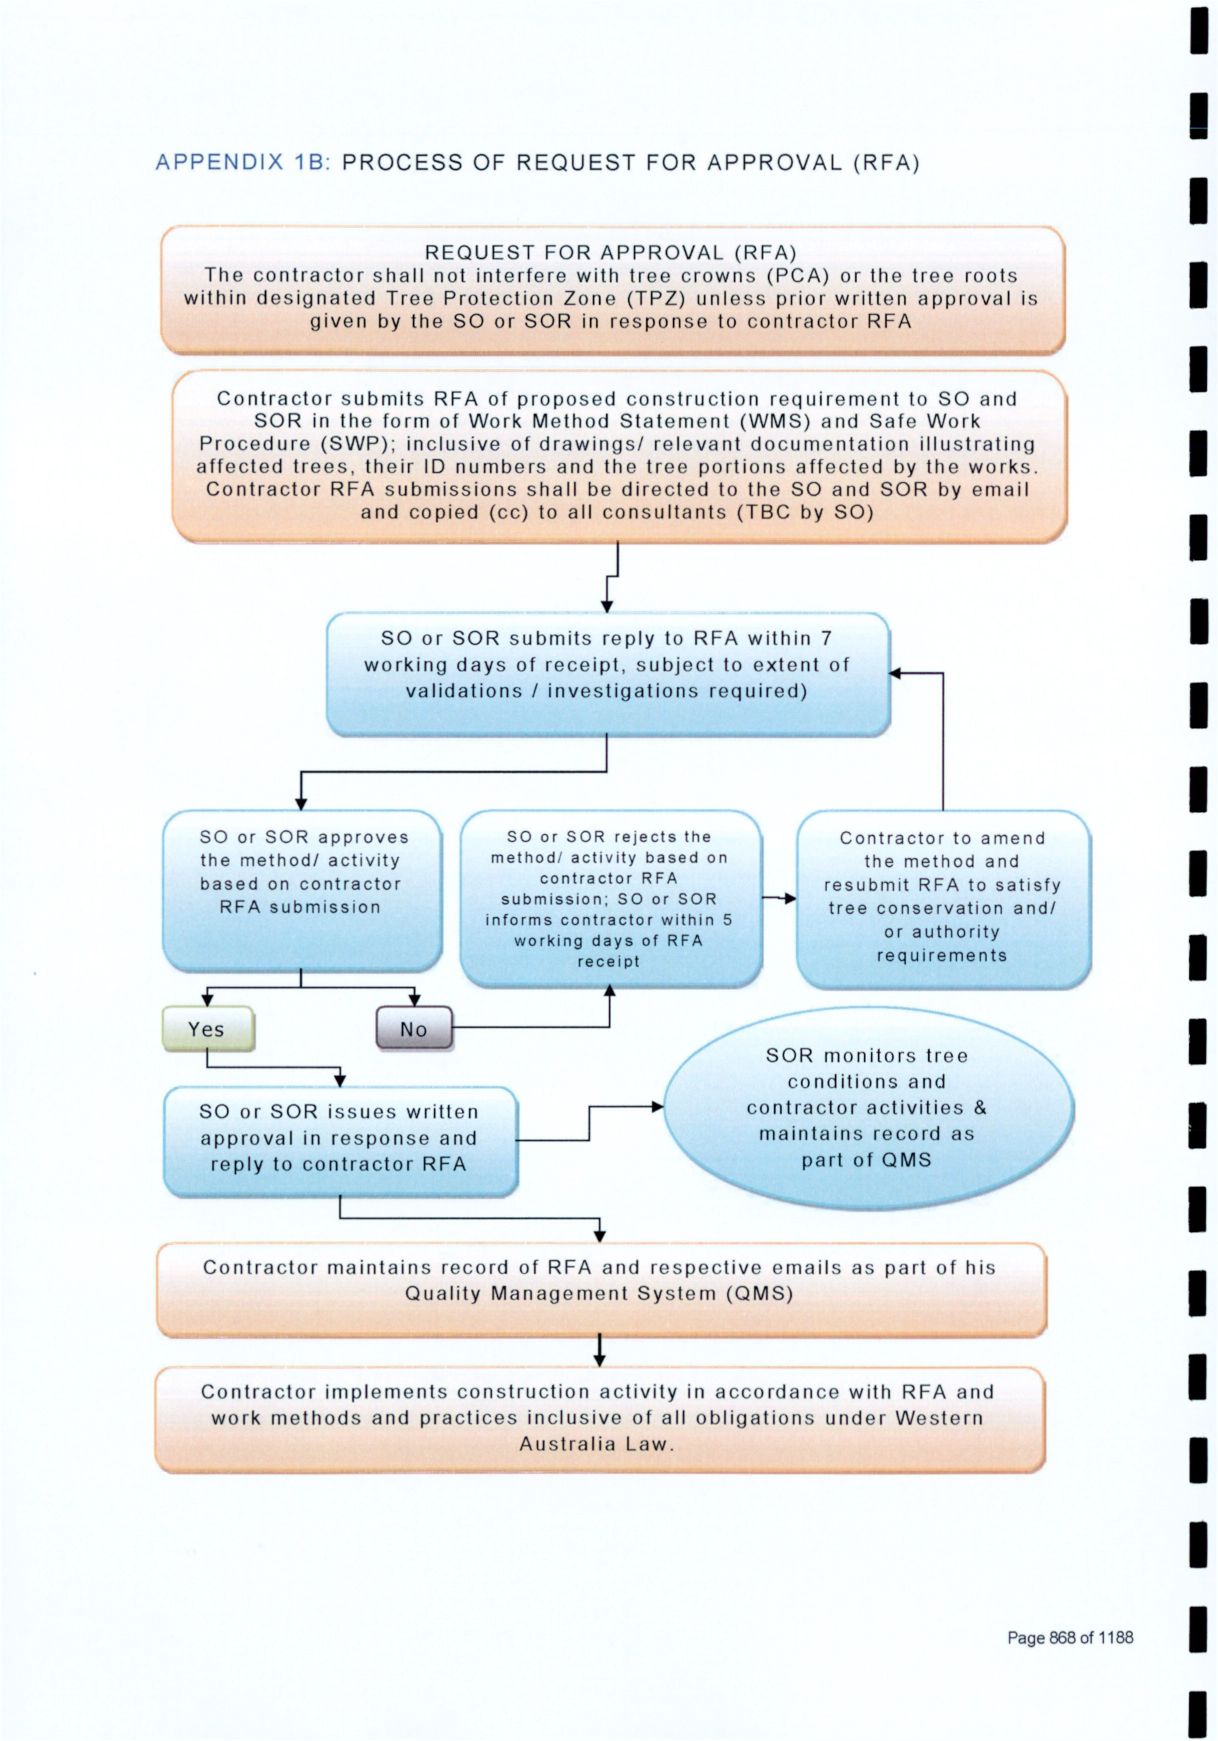 APPENDIX 1B: PROCESS OF REQUEST FOR APPROVAL (RFA)
REQUEST FOR APPROVAL (RFA)
The contractor shall not interfere with tree crowns (PCA) or the tree roots
within designated Tree Protection Zone (TPZ) unless prior written approval is
given by the SO or SOR in response to contractor RFA
Contractor submits RFA of proposed construction requirement to SO and
SOR in the form of Work Method Statement (WMS) and Safe Work
Procedure (SWP); inclusive of drawings/ relevant documentation illustrating
affected trees, their ID numbers and the tree portions affected by the works.
Contractor RFA submissions shall be directed to the SO and SOR by email
and copied (cc) to all consultants (TBC by SO)
SO or SOR submits reply to RFA within 7
working days of receipt, subject to extent of
validations / investigations required)
SO or SOR approves
the method/ activity
based on contractor
RFA submission
SO or SOR rejects the
method/ activity based on
contractor RFA
submission; SO or SOR
informs contractor within 5
working days of RFA
receipt
Contractor to amend
the method and
resubmit RFA to satisfy
tree conservation and/
or authority
requirements
Yes
No
SO or SOR issues written
approval in response and
reply to contractor RFA
SOR monitors tree
conditions and
contractor activities &
maintains record as
part of QMS
Contractor maintains record of RFA and respective emails as part of his
Quality Management System (QMS)
Contractor implements construction activity in accordance with RFA and
work methods and practices inclusive of all obligations under Western
Australia Law.
Page 868 of 1188